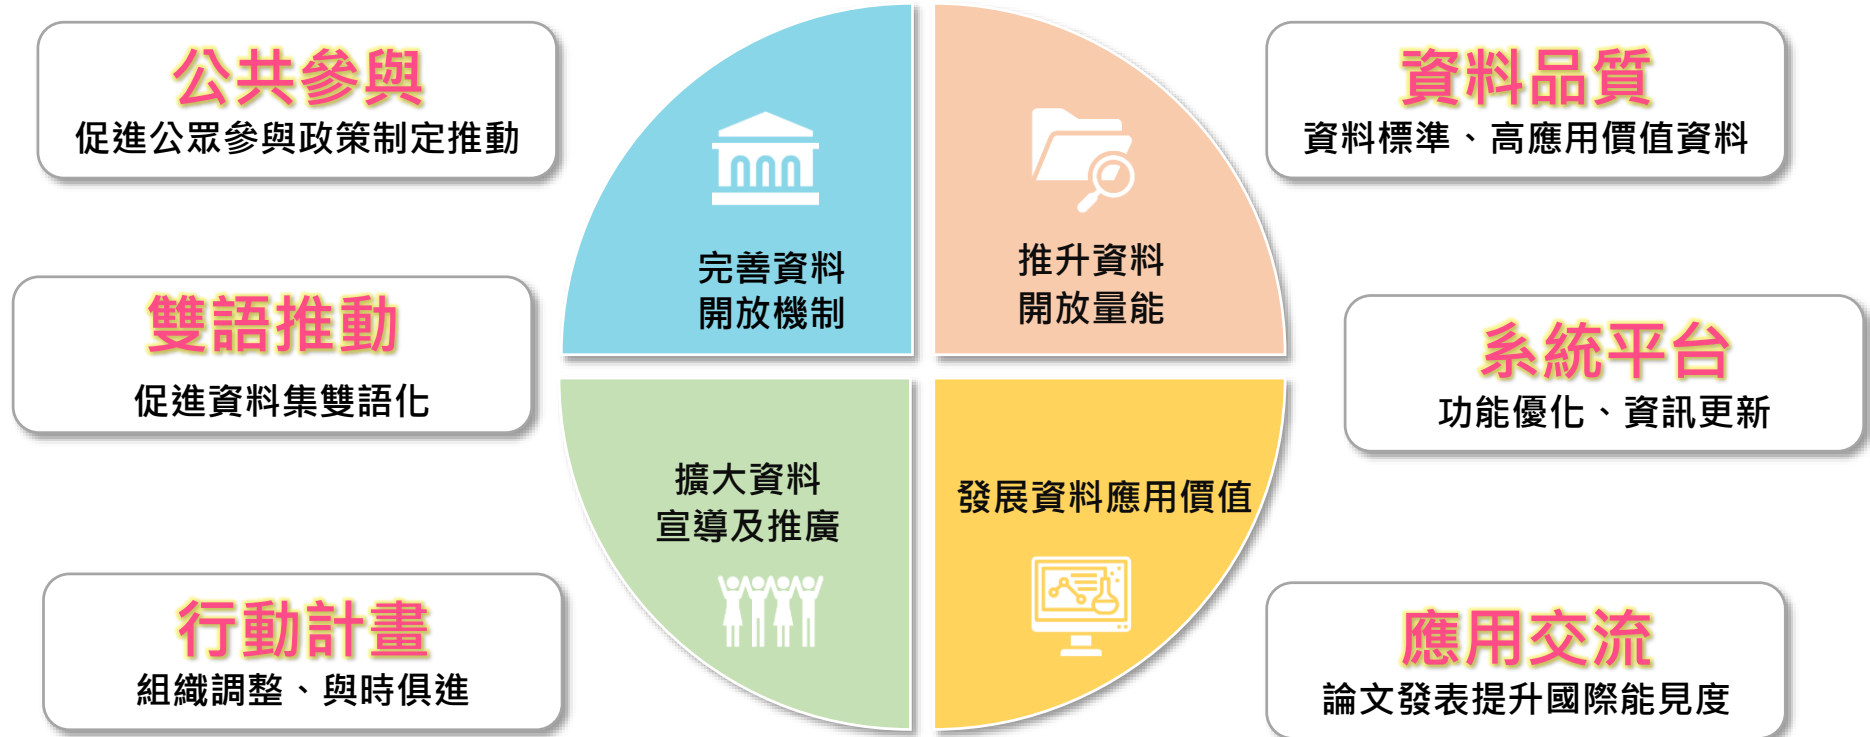 公共參與
促進公眾參與政策制定推動
雙語推動
促進資料集雙語化
行動計畫
組織調整、與時俱進
完善資料
開放機制
推升資料
開放量能
擴大資料
宣導及推廣
發展資料應用價值
資料品質
資料標準、高應用價值資料
系統平台
功能優化、資訊更新
應用交流
論文發表提升國際能見度